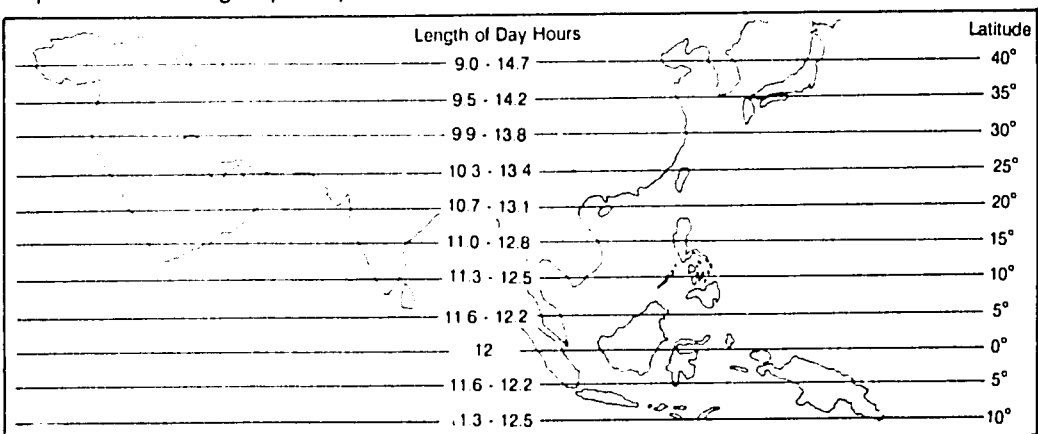 Length of Day Hours Latitude
9.0 - 14.7 40°
9.5 - 14.2 35°
9.9 - 13.8 30°
10.3 - 13.4 25°
10.7 - 13.1 20°
11.0 - 12.8 15°
11.3 - 12.5 10°
11.6 - 12.2 5°
12 0°
11.6 - 12.2 5°
1.3 - 12.5 10°